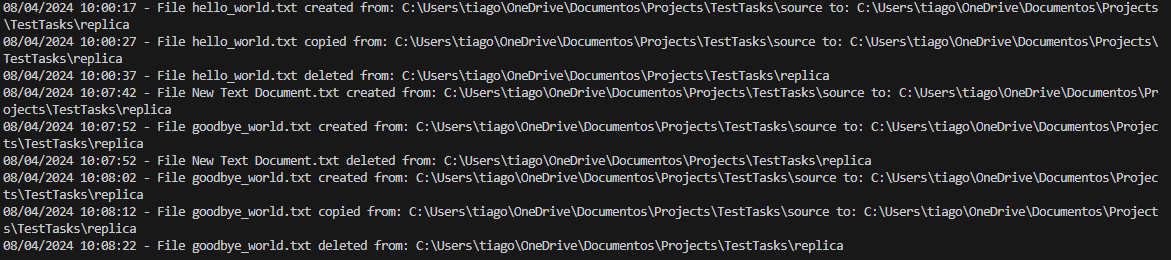 08/04/2024 10:00:17 - File hello_world.txt created from: C:\Users\tiago\OneDrive\Documentos\Projects\TestTasks\source to: C:\Users\tiago\OneDrive\Documentos\Projects
\TestTasks\replica
08/04/2024 10:00:27 - File hello_world.txt copied from: C:\Users\tiago\OneDrive\Documentos\Projects\TestTasks\source to: C:\Users\tiago\OneDrive\Documentos\Projects\
TestTasks\replica
08/04/2024 10:00:37 - File hello_world.txt deleted from: C:\Users\tiago\OneDrive\Documentos\Projects\TestTasks\replica
08/04/2024 10:07:42 - File New Text Document.txt created from: C:\Users\tiago\OneDrive\Documentos\Projects\TestTasks\source to: C:\Users\tiago\OneDrive\Documentos\Pr
ojects\TestTasks\replica
08/04/2024 10:07:52 - File goodbye_world.txt created from: C:\Users\tiago\OneDrive\Documentos\Projects\TestTasks\source to: C:\Users\tiago\OneDrive\Documentos\Projec
ts\TestTasks\replica
08/04/2024 10:07:52 - File New Text Document.txt deleted from: C:\Users\tiago\OneDrive\Documentos\Projects\TestTasks\replica
08/04/2024 10:08:02 - File goodbye_world.txt created from: C:\Users\tiago\OneDrive\Documentos\Projects\TestTasks\source to: C:\Users\tiago\OneDrive\Documentos\Projec
ts\TestTasks\replica
08/04/2024 10:08:12 - File goodbye_world.txt copied from: C:\Users\tiago\OneDrive\Documentos\Projects\TestTasks\source to: C:\Users\tiago\OneDrive\Documentos\Project
s\TestTasks\replica
08/04/2024 10:08:22 - File goodbye_world.txt deleted from: C:\Users\tiago\OneDrive\Documentos\Projects\TestTasks\replica